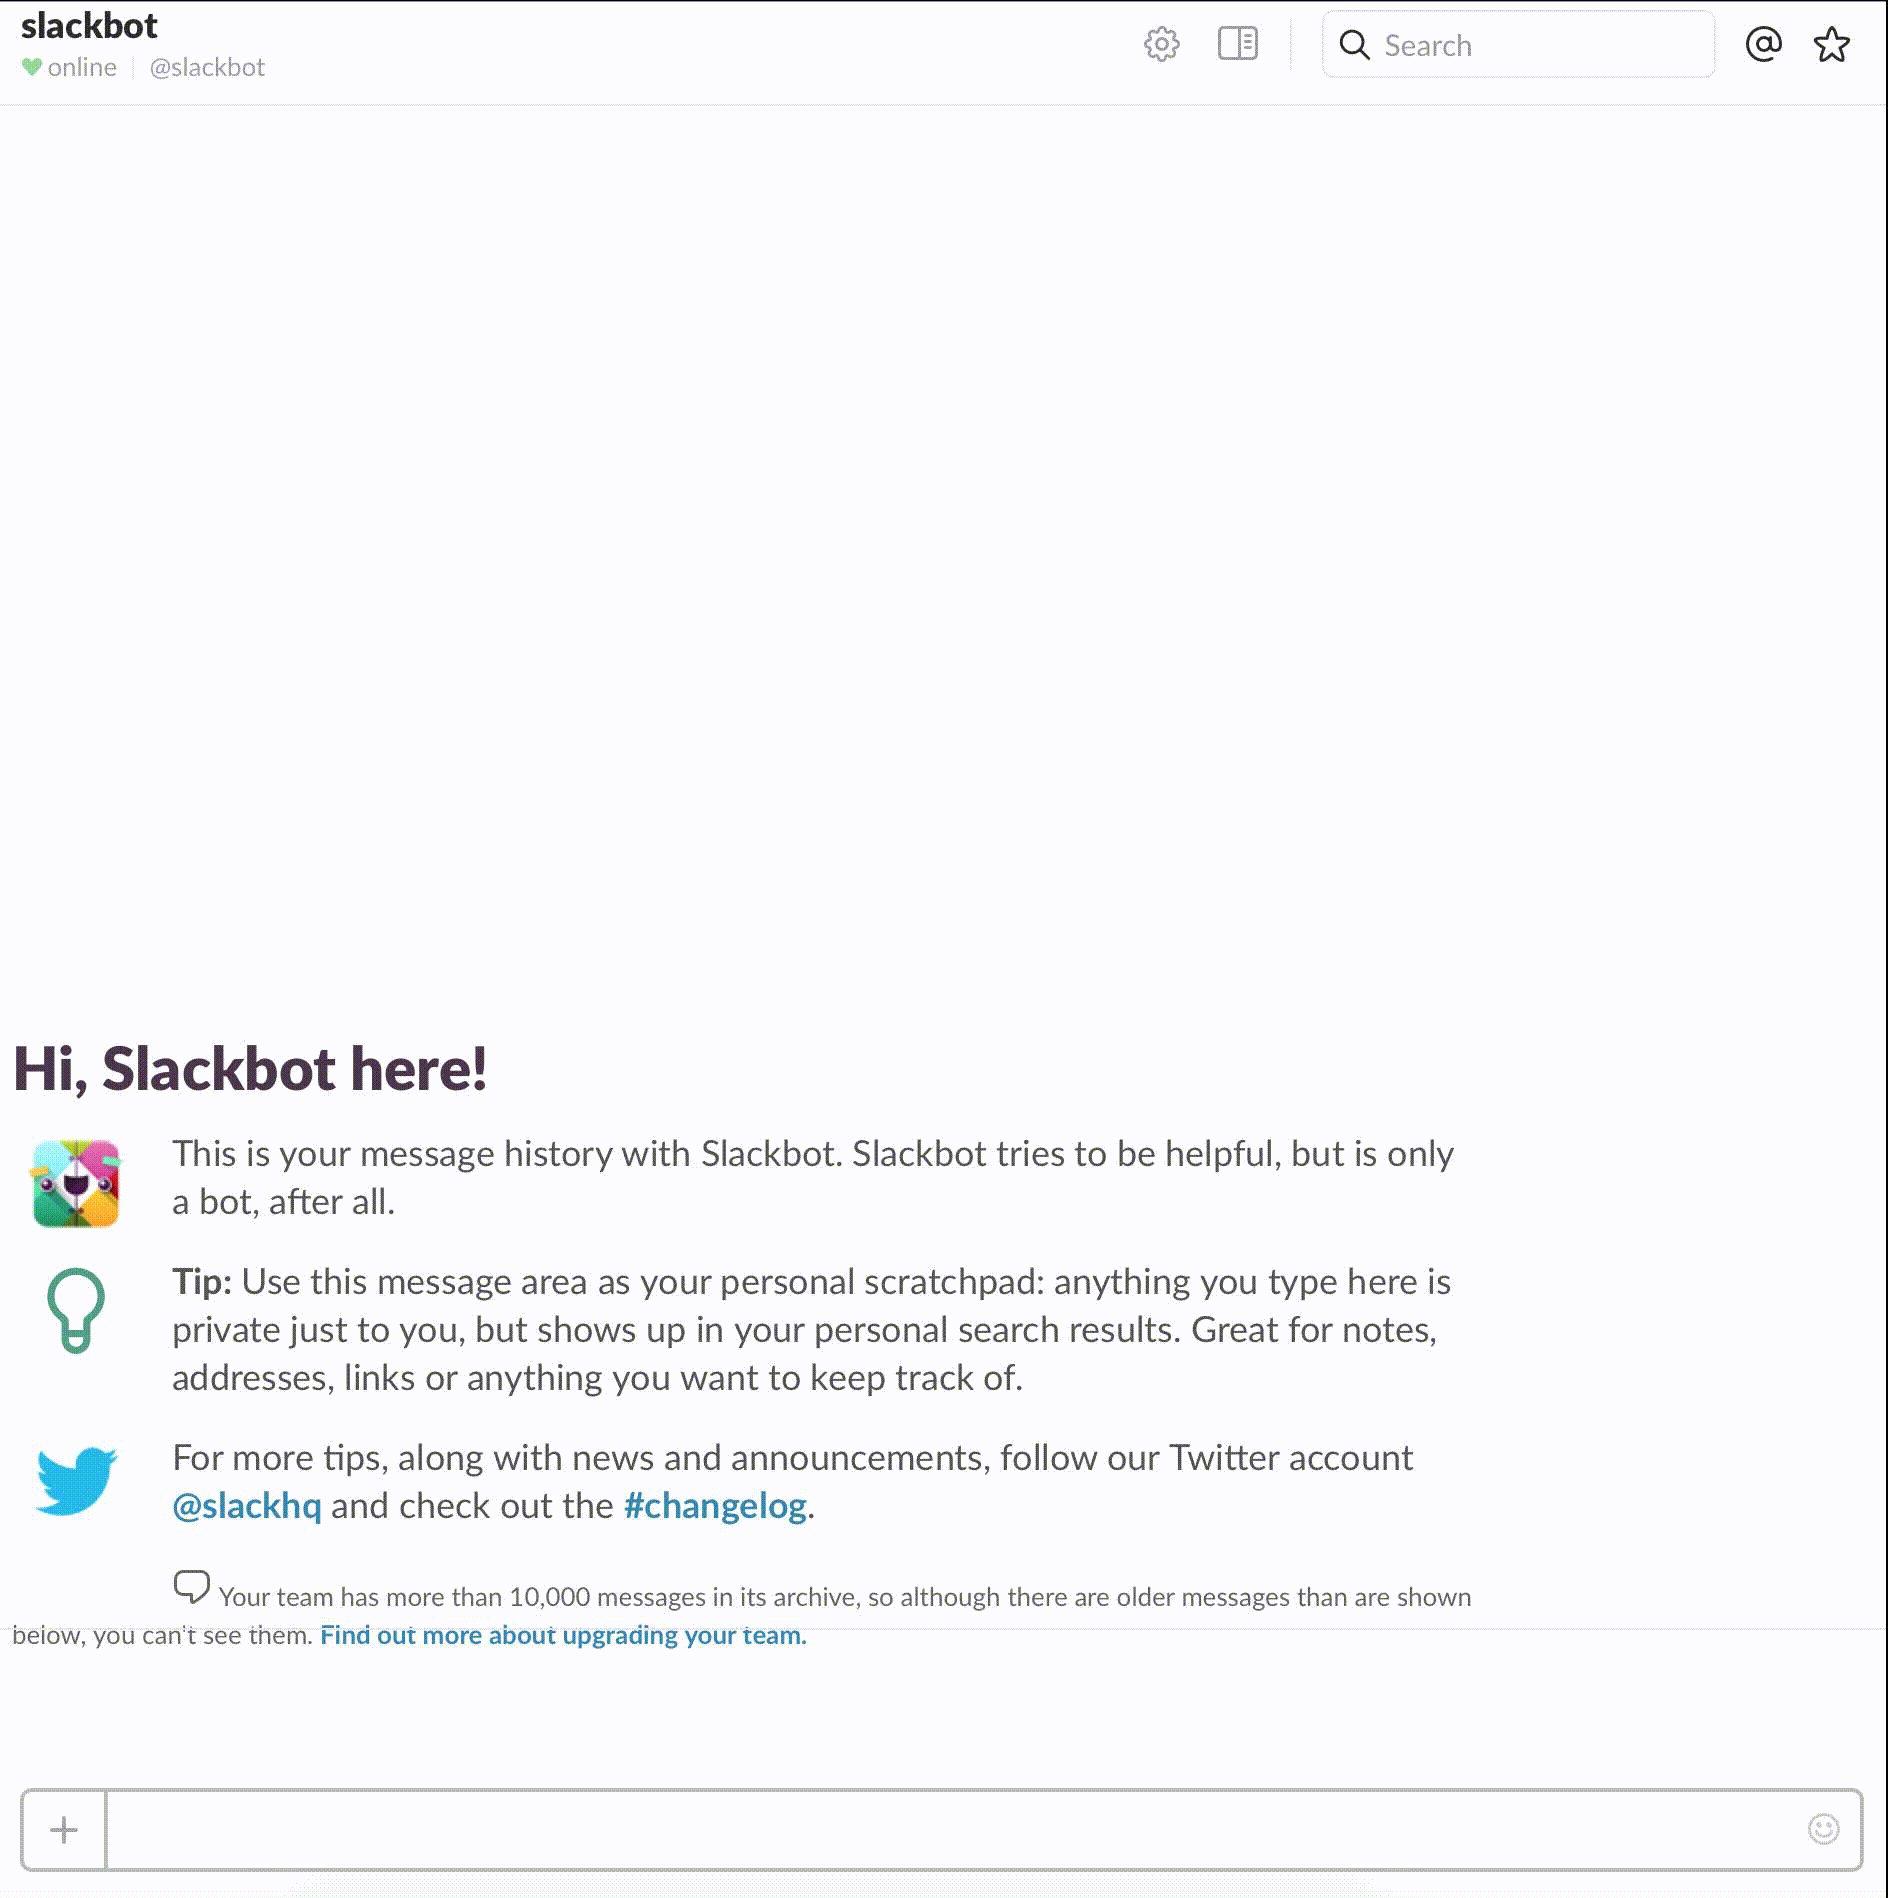 slackbot
online @slackbot
Search
Hi, Slackbot here!
This is your message history with Slackbot. Slackbot tries to be helpful, but is only
a bot, after all.
Tip: Use this message area as your personal scratchpad: anything you type here is
private just to you, but shows up in your personal search results. Great for notes,
addresses, links or anything you want to keep track of.
For more tips, along with news and announcements, follow our Twitter account
@slackhq and check out the #changelog.
Your team has more than 10,000 messages in its archive, so although there are older messages than are shown
below, you can't see them. Find out more about upgrading your team.